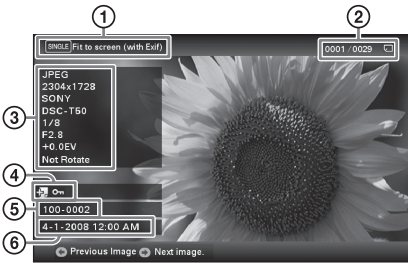 1
2
SINGLE Fit to screen (with Exif)
0001/0029
3
JPEG
2304x1728
SONY
DSC-T50
1/8
F2.8
+0.0EV
Not Rotate
4
5
100-0002
6
4-1-2008 12:00 AM
Previous Image Next image.